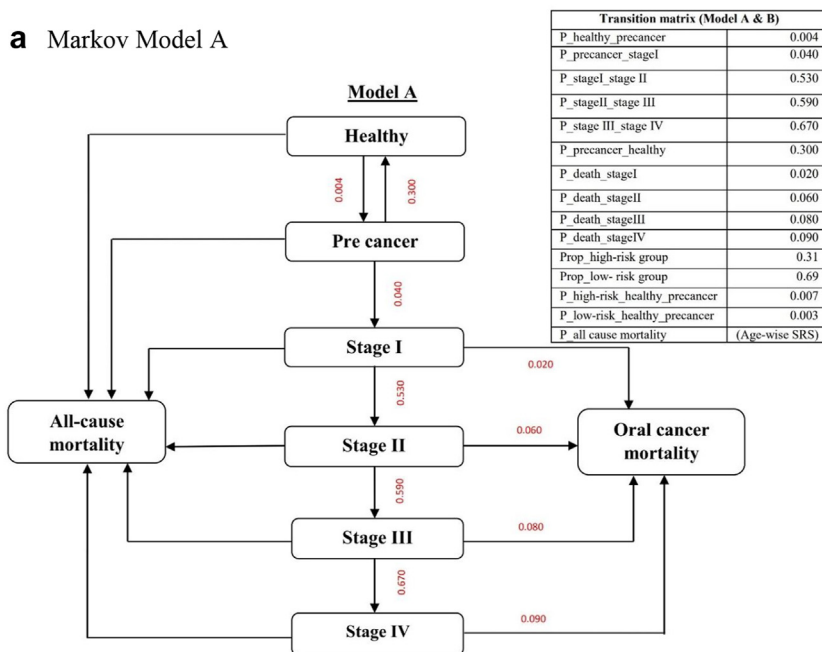 a Markov Model A
Transition matrix (Model A & B)
P_healthy_precancer 0.004
P_precancer_stageI 0.040
P_stageI_stage II 0.530
P_stageII_stage III 0.590
P_stage III_stage IV 0.670
P_precancer_healthy 0.300
P_death_stageI 0.020
P_death_stageII 0.060
P_death_stageIII 0.080
P_death_stageIV 0.090
Prop_high-risk group 0.31
Prop_low- risk group 0.69
P_high-risk_healthy_precancer 0.007
P_low-risk_healthy_precancer 0.003
P_all cause mortality (Age-wise SRS)
Model A
Healthy
0.004
0.300
Pre cancer
0.040
Stage I
0.020
0.530
All-cause
mortality
Stage II
0.060
Oral cancer
mortality
0.590
Stage III
0.080
0.670
Stage IV
0.090